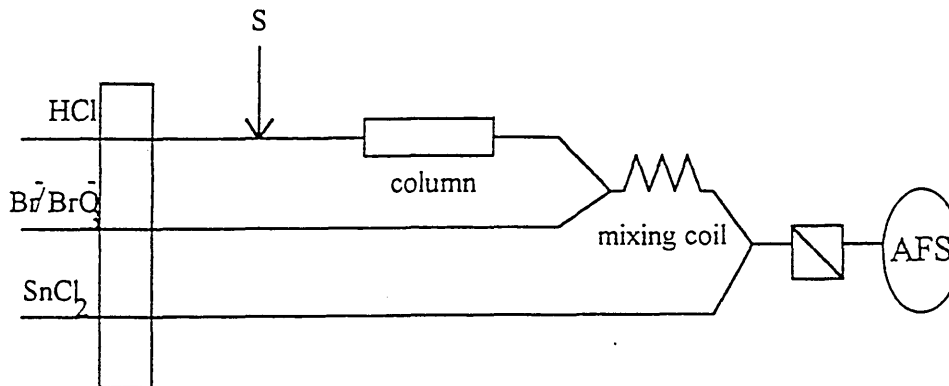 S
HCl
column
Br⁻/BrO₃⁻
mixing coil
AFS
SnCl₂